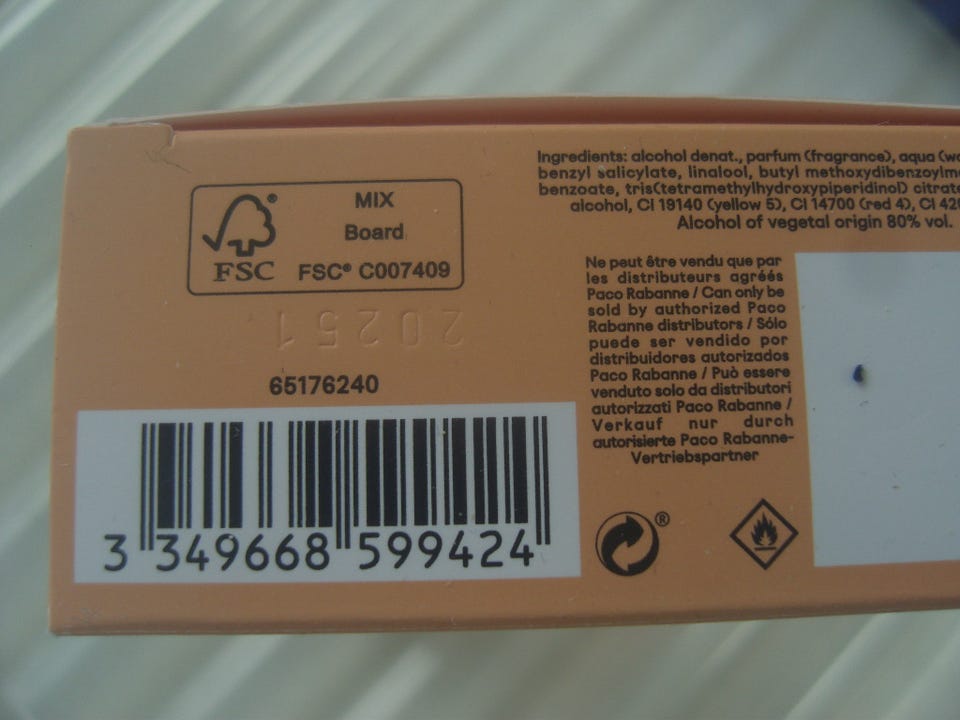 Ingredients: alcohol denat., parfum (fragrance), aqua
benzyl salicylate, linalool, butyl methoxydibenzoylm
benzoate, tris(tetramethylhydroxypiperidinol) citrat
alcohol, CI 19140 (yellow 5), CI 14700 (red 4), CI 42
Alcohol of vegetal origin 80% vol.
MIX
Board
FSC
FSC® C007409
20251
65176240
3 349668 599424
Ne peut être vendu que par
les distributeurs agréés
Paco Rabanne / Can only be
sold by authorized Paco
Rabanne distributors / Sólo
puede ser vendido por
distribuidores autorizados
Paco Rabanne / Può essere
venduto solo da distributori
autorizzati Paco Rabanne /
Verkauf nur durch
autorisierte Paco Rabanne-
Vertriebspartner
®